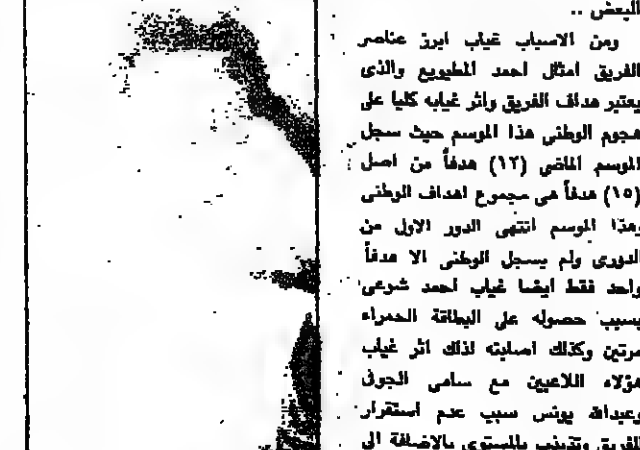 البعض ..
ومن الاسباب غياب ابرز عناصر
الفريق امثال احمد المطيويع والذى
يعتبر هداف الفريق واثر غيابه كليا على
هجوم الوطني هذا الموسم حيث سجل
الموسم الماضي (١٢) هدفاً من اصل
(١٥) هدفاً هي مجموع اهداف الوطنى
وهذا الموسم انتهى الدور الاول من
الدورى ولم يسجل الوطنى الا هدفاً
واحد فقط ايضا غياب احمد شرعى
بسبب حصوله على البطاقة الحمراء
مرتين وكذلك اصابته لذلك اثر غياب
هؤلاء اللاعبين مع سامى الجوفى
وعبدالله يونس سبب عدم استقرار
الفريق وتذبذب بالمستوى بالاضافة الى